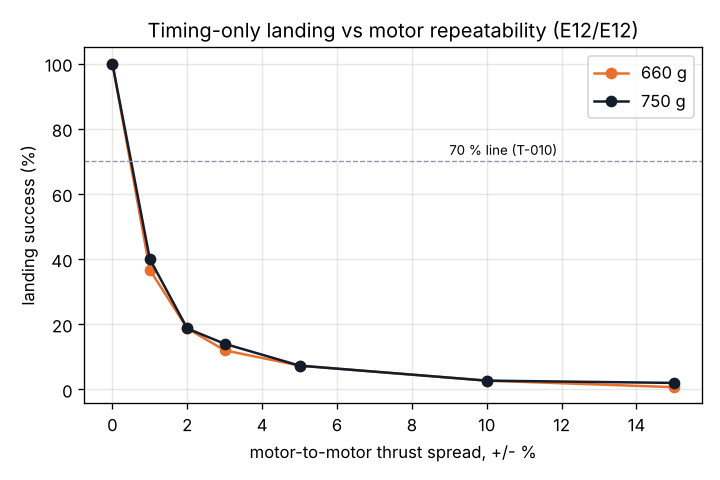 Timing-only landing vs motor repeatability (E12/E12)
660 g
750 g
70 % line (T-010)
landing success (%)
100
80
60
40
20
0
0 2 4 6 8 10 12 14
motor-to-motor thrust spread, +/- %